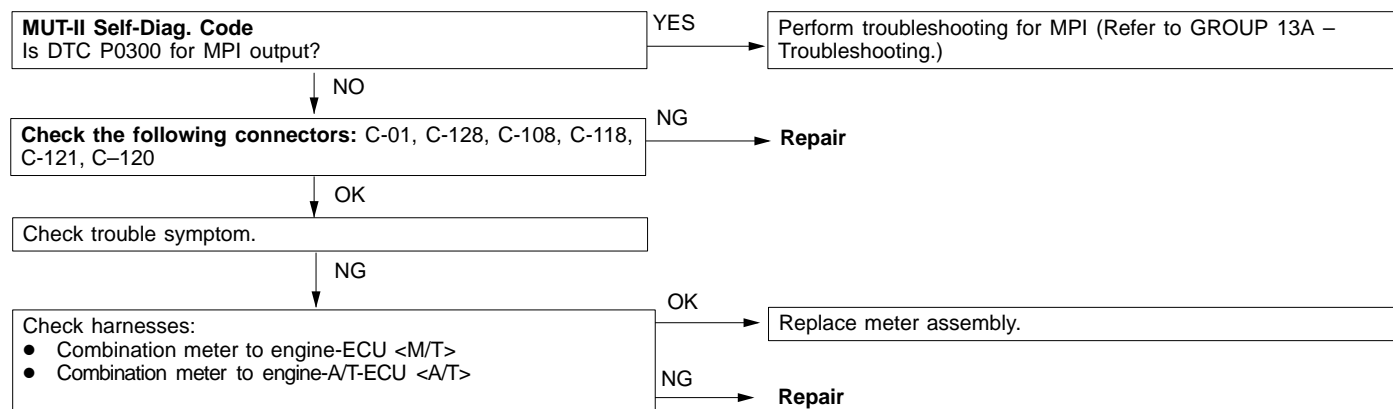 MUT-II Self-Diag. Code
Is DTC P0300 for MPI output?
YES
Perform troubleshooting for MPI (Refer to GROUP 13A –
Troubleshooting.)
NO
Check the following connectors: C-01, C-128, C-108, C-118,
C-121, C–120
NG
Repair
OK
Check trouble symptom.
NG
Check harnesses:
● Combination meter to engine-ECU <M/T>
● Combination meter to engine-A/T-ECU <A/T>
OK
Replace meter assembly.
NG
Repair